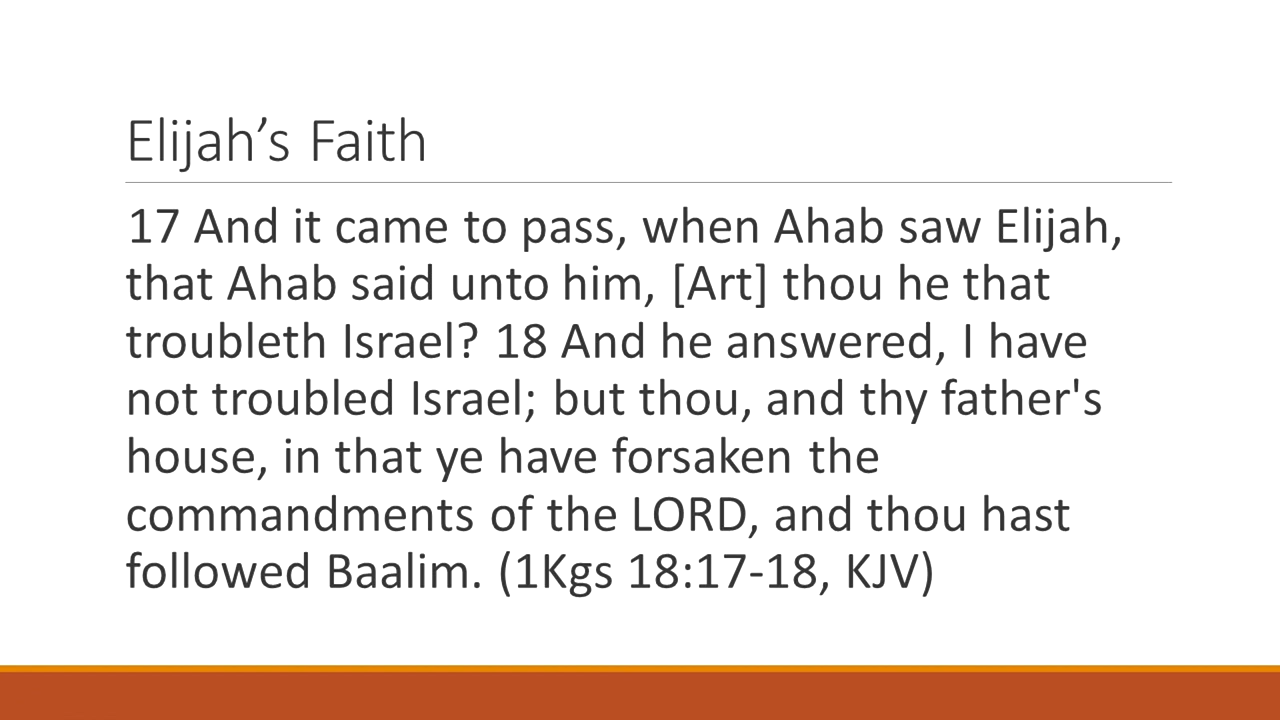 Elijah’s Faith
17 And it came to pass, when Ahab saw Elijah,
that Ahab said unto him, [Art] thou he that
troubleth Israel? 18 And he answered, I have
not troubled Israel; but thou, and thy father's
house, in that ye have forsaken the
commandments of the LORD, and thou hast
followed Baalim. (1Kgs 18:17-18, KJV)